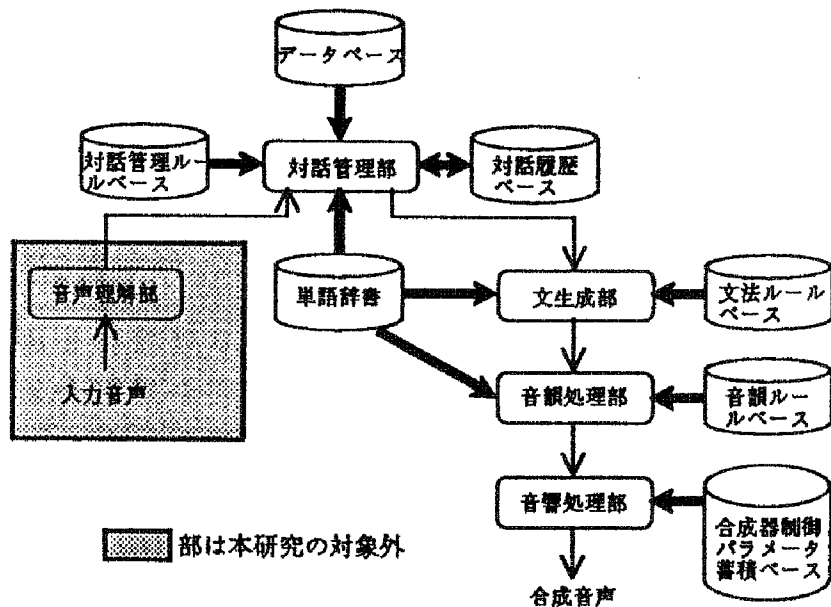 データベース
対話管理ルー
ルベース
対話管理部
対話履歴
ベース
音声理解部
入力音声
単語辞書
文生成部
文法ルール
ベース
音韻処理部
音韻ルー
ルベース
音響処理部
合成器制御
パラメータ
蓄積ベース
合成音声
部は本研究の対象外